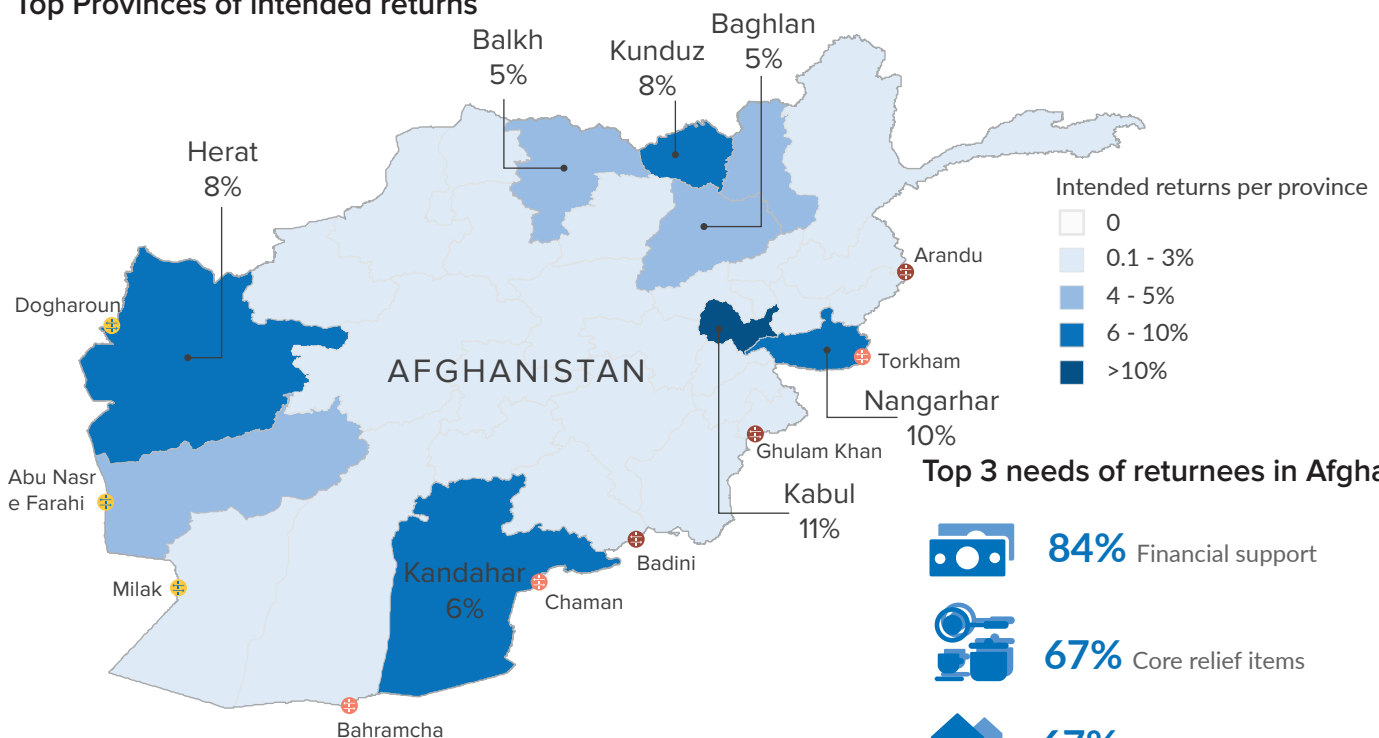 Top Provinces of intended returns
Balkh
5%
Kunduz
8%
Baghlan
5%
Herat
8%
Intended returns per province
0
0.1 - 3%
4 - 5%
6 - 10%
>10%
Arandu
Dogharoun
Torkham
AFGHANISTAN
Nangarhar
10%
Ghulam Khan
Abu Nasr
e Farahi
Kabul
11%
Badini
Milak
Kandahar
6%
Chaman
Bahramcha
Top 3 needs of returnees in Afgha
84% Financial support
67% Core relief items
67%